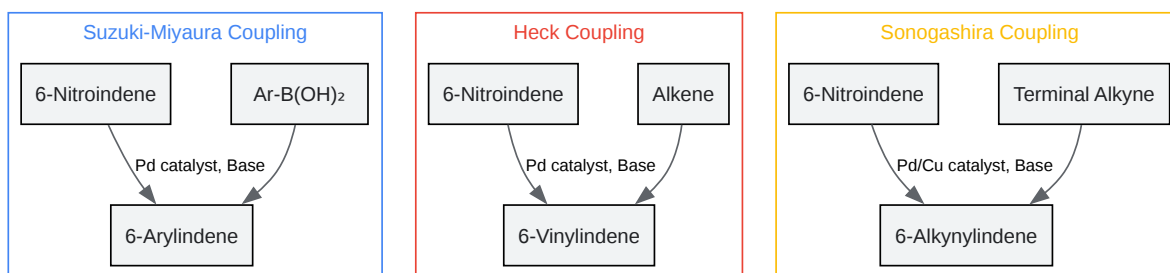 Suzuki-Miyaura Coupling
6-Nitroindene
Ar-B(OH)₂
Pd catalyst, Base
6-Arylindene
Heck Coupling
6-Nitroindene
Alkene
Pd catalyst, Base
6-Vinylindene
Sonogashira Coupling
6-Nitroindene
Terminal Alkyne
Pd/Cu catalyst, Base
6-Alkynylindene